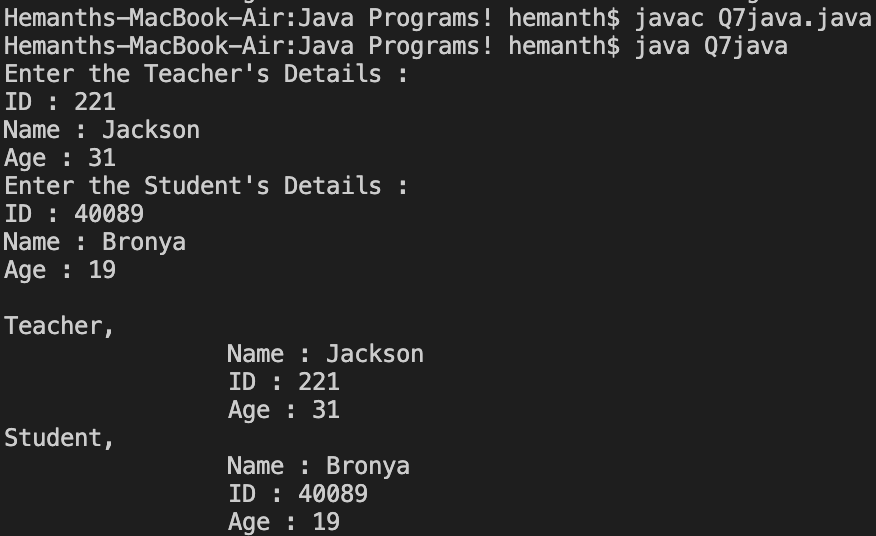 Hemanths-MacBook-Air:Java Programs! hemanth$ javac Q7java.java
Hemanths-MacBook-Air:Java Programs! hemanth$ java Q7java
Enter the Teacher's Details :
ID : 221
Name : Jackson
Age : 31
Enter the Student's Details :
ID : 40089
Name : Bronya
Age : 19
Teacher,
Name : Jackson
ID : 221
Age : 31
Student,
Name : Bronya
ID : 40089
Age : 19